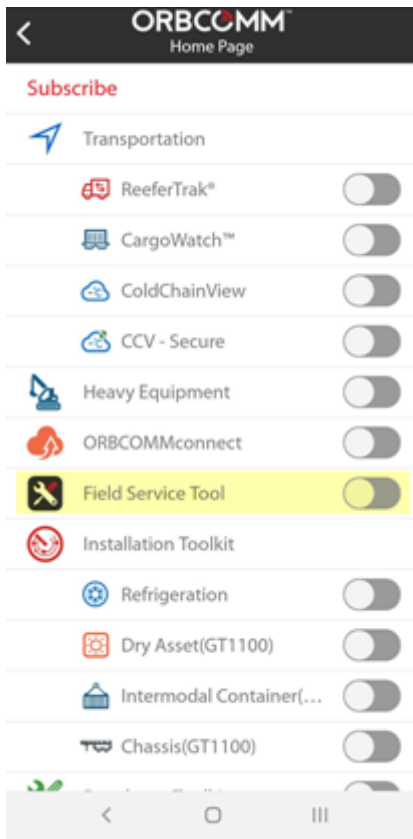 ORBCOMM™
Home Page
Subscribe
Transportation
ReeferTrak®
CargoWatch™
ColdChainView
CCV - Secure
Heavy Equipment
ORBCOMMconnect
Field Service Tool
Installation Toolkit
Refrigeration
Dry Asset(GT1100)
Intermodal Container(...
Chassis(GT1100)